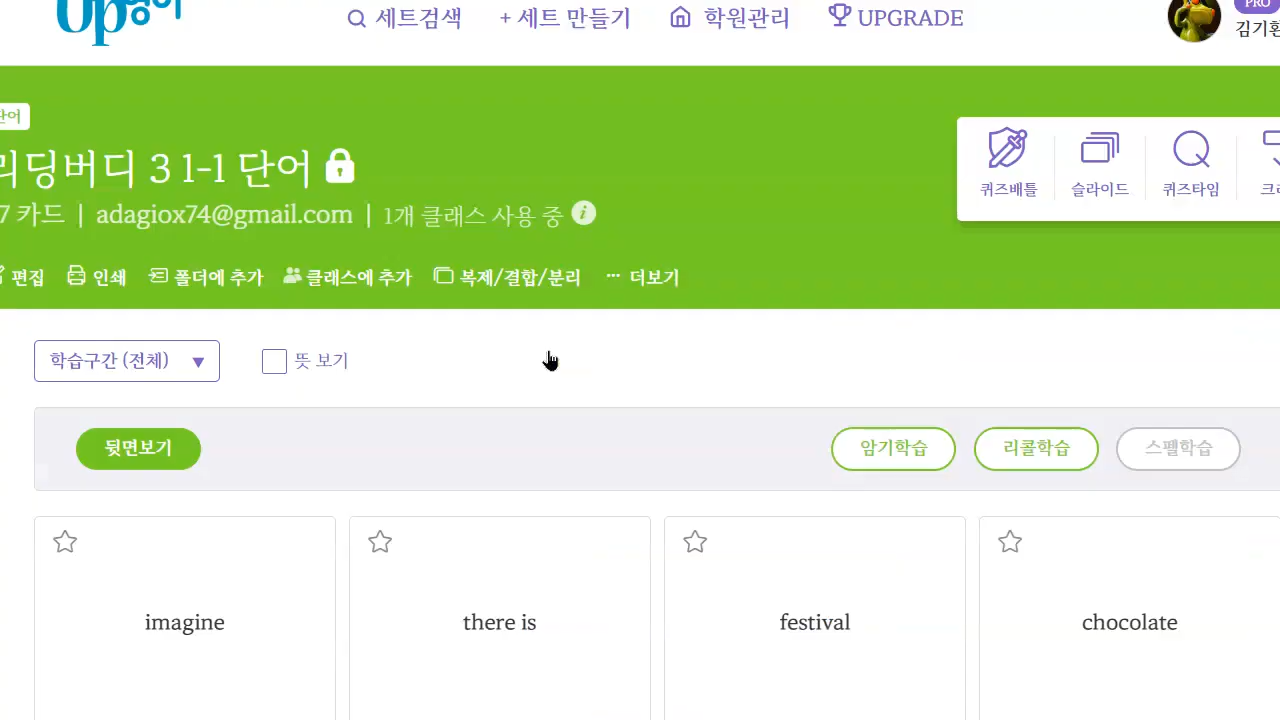 세트검색 + 세트 만들기 학원관리 UPGRADE
PRO
단어
리딩버디 3 1-1 단어
7 카드 | adagiox74@gmail.com | 1개 클래스 사용 중
퀴즈배틀 슬라이드 퀴즈타임
편집 인쇄 폴더에 추가 클래스에 추가 복제/결합/분리 ··· 더보기
학습구간 (전체) ▼ 뜻 보기
뒷면보기 암기학습 리콜학습 스펠학습
imagine there is festival chocolate